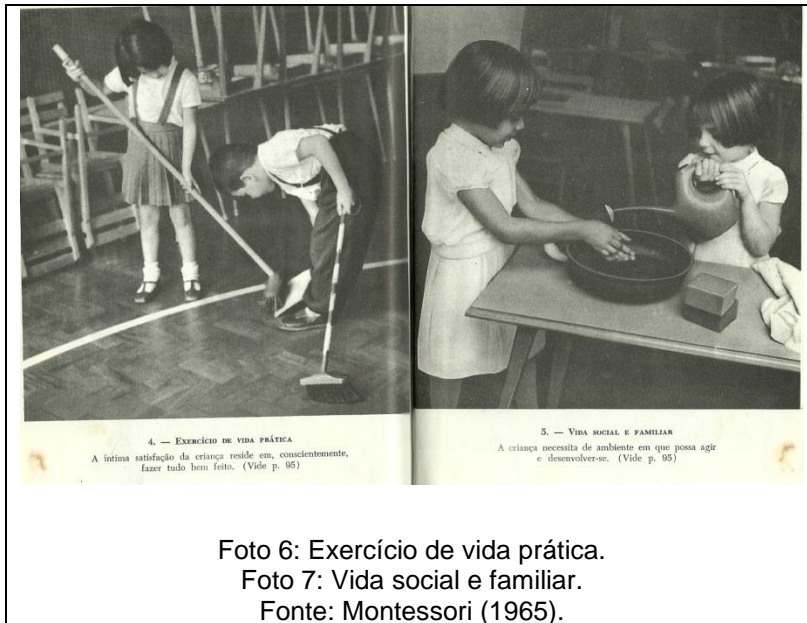 4. — EXERCÍCIO DE VIDA PRÁTICA
A íntima satisfação da criança reside em, conscientemente,
fazer tudo bem feito. (Vide p. 95)
5. — VIDA SOCIAL E FAMILIAR
A criança necessita de ambiente em que possa agir
e desenvolver-se. (Vide p. 95)
Foto 6: Exercício de vida prática.
Foto 7: Vida social e familiar.
Fonte: Montessori (1965).